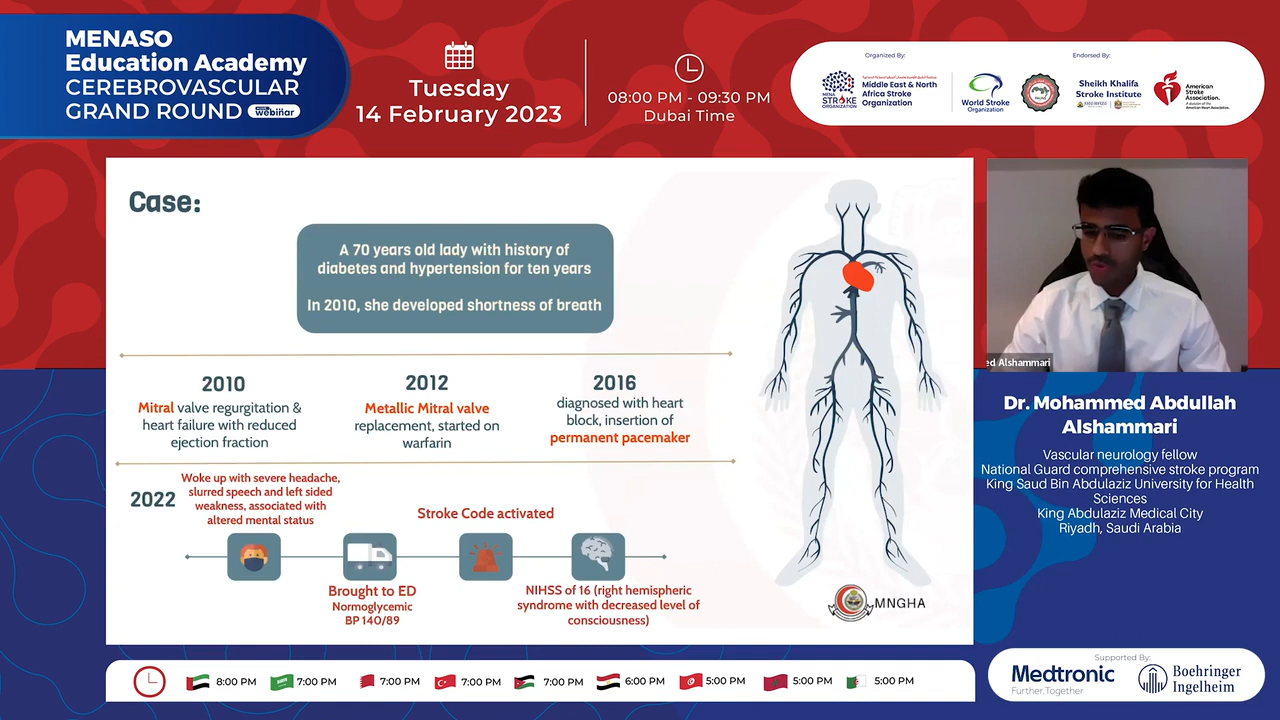 MENASO
Education Academy
CEREBROVASCULAR
GRAND ROUND
webinar
Tuesday
14 February 2023
08:00 PM - 09:30 PM
Dubai Time
Organized By:
Endorsed By:
MENA
STROKE
ORGANIZATION
Middle East & North
Africa Stroke
Organization
World Stroke
Organization
Sheikh Khalifa
Stroke Institute
American
Stroke
Association.
A division of the
American Heart Association.
Case:
A 70 years old lady with history of
diabetes and hypertension for ten years
In 2010, she developed shortness of breath
2010
Mitral valve regurgitation &
heart failure with reduced
ejection fraction
2012
Metallic Mitral valve
replacement, started on
warfarin
2016
diagnosed with heart
block, insertion of
permanent pacemaker
2022
Woke up with severe headache,
slurred speech and left sided
weakness, associated with
altered mental status
Stroke Code activated
Brought to ED
Normoglycemic
BP 140/89
NIHSS of 16 (right hemispheric
syndrome with decreased level of
consciousness)
MNGHA
ed Alshammari
Dr. Mohammed Abdullah
Alshammari
Vascular neurology fellow
National Guard comprehensive stroke program
King Saud Bin Abdulaziz University for Health
Sciences
King Abdulaziz Medical City
Riyadh, Saudi Arabia
8:00 PM
7:00 PM
7:00 PM
7:00 PM
7:00 PM
6:00 PM
5:00 PM
5:00 PM
5:00 PM
Supported By:
Medtronic
Further, Together
Boehringer
Ingelheim